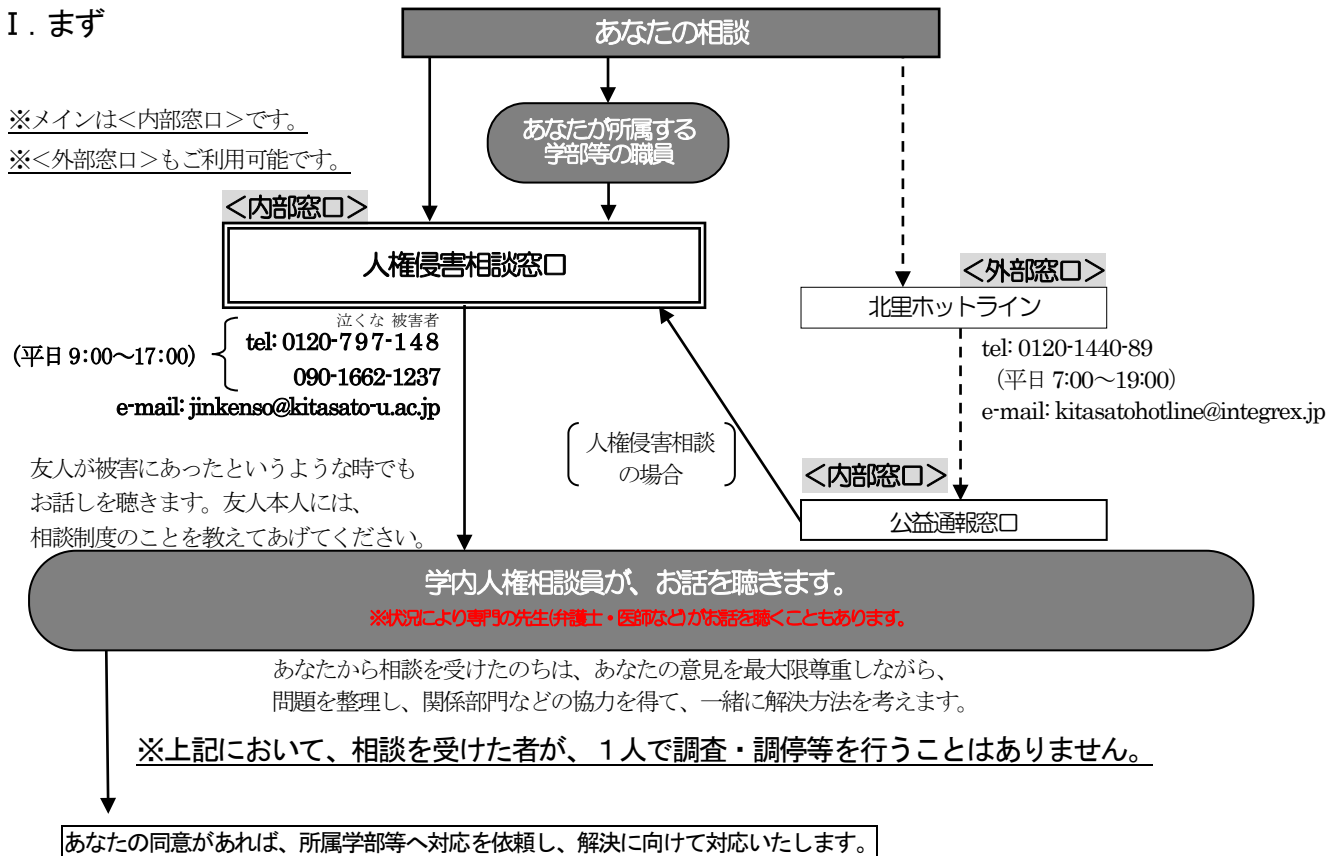 Ⅰ．まず
あなたの相談
※メインは＜内部窓口＞です。
※＜外部窓口＞もご利用可能です。
あなたが所属する
学部等の職員
＜内部窓口＞
人権侵害相談窓口
＜外部窓口＞
北里ホットライン
泣くな 被害者
(平日 9:00～17:00)
tel: 0120-797-148
090-1662-1237
e-mail: jinkenso@kitasato-u.ac.jp
tel: 0120-1440-89
（平日 7:00～19:00）
e-mail: kitasatohotline@integrex.jp
人権侵害相談
の場合
＜内部窓口＞
公益通報窓口
友人が被害にあったというような時でも
お話しを聴きます。友人本人には、
相談制度のことを教えてあげてください。
学内人権相談員が、お話を聴きます。
※状況により専門の先生(弁護士・医師など)がお話を聴くこともあります。
あなたから相談を受けたのちは、あなたの意見を最大限尊重しながら、
問題を整理し、関係部門などの協力を得て、一緒に解決方法を考えます。
※上記において、相談を受けた者が、１人で調査・調停等を行うことはありません。
あなたの同意があれば、所属学部等へ対応を依頼し、解決に向けて対応いたします。